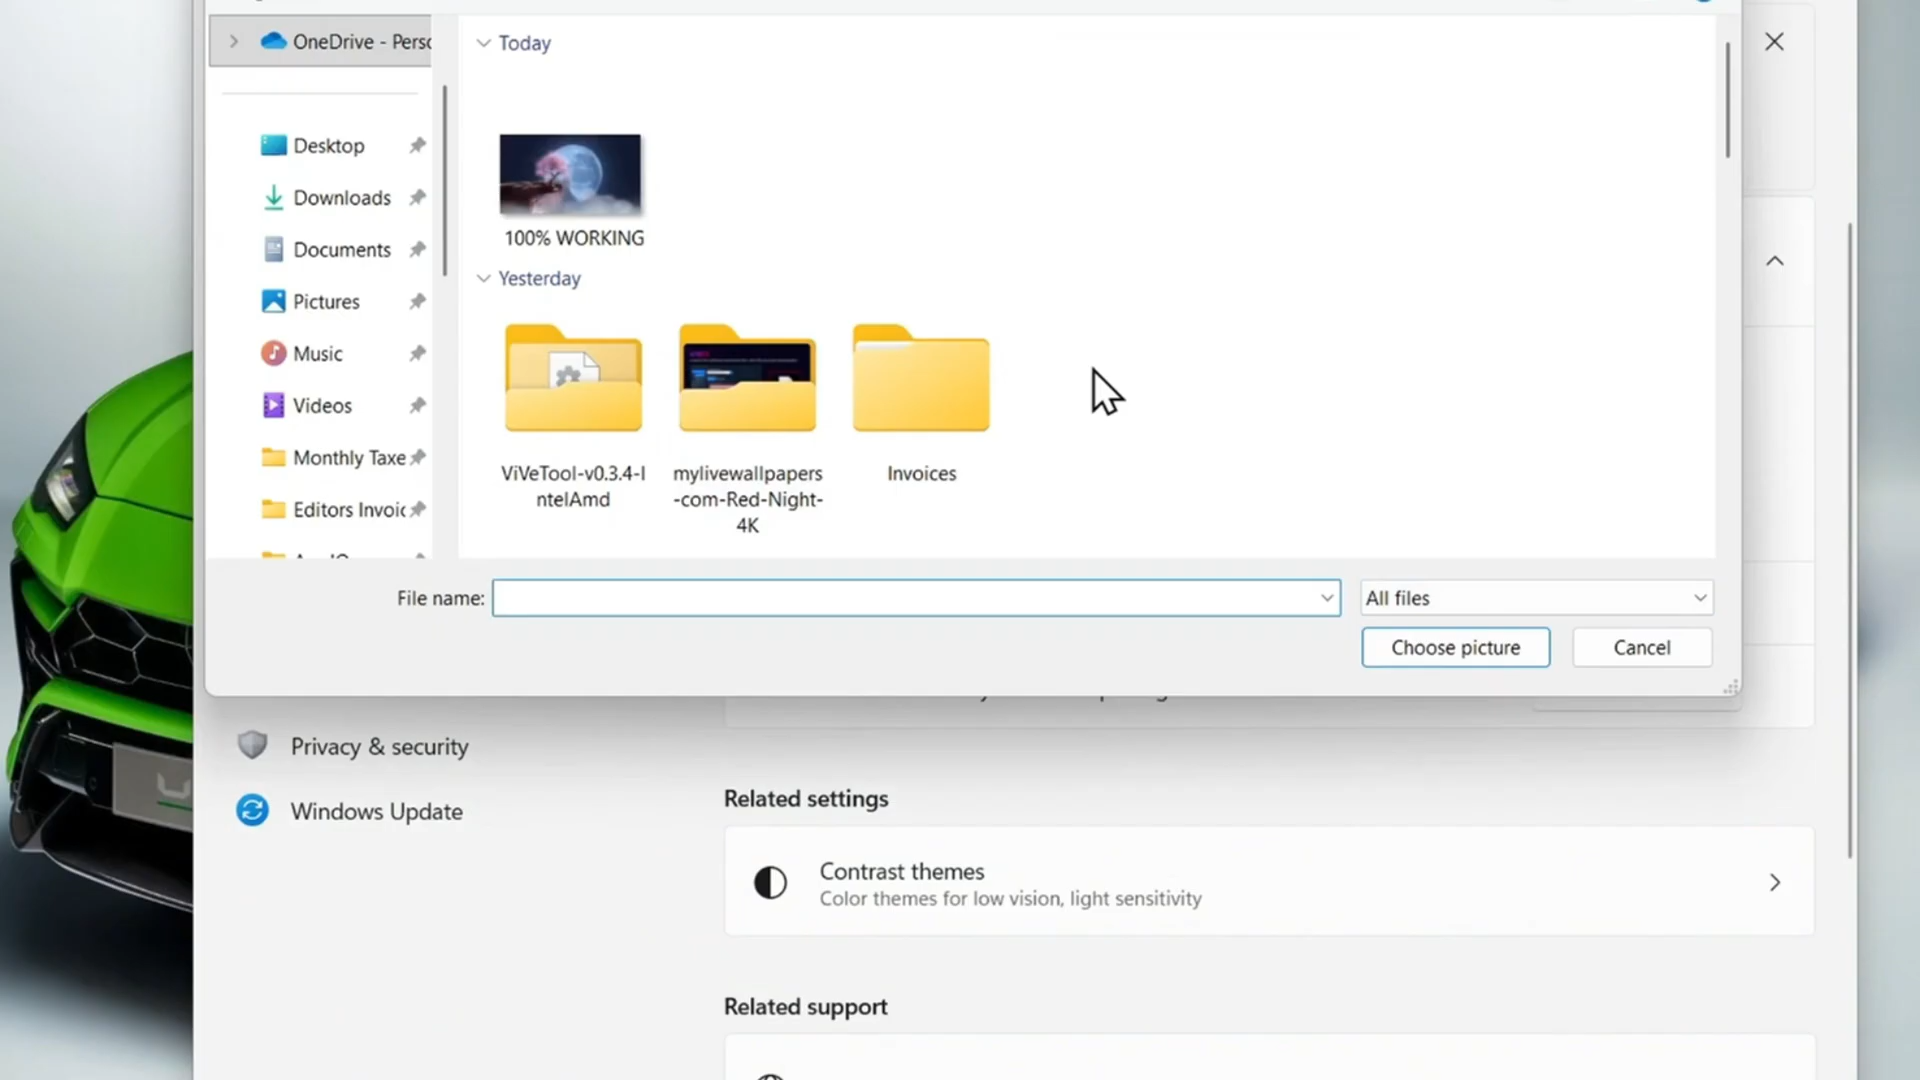 OneDrive - Perso
Today
Desktop
Downloads
100% WORKING
Documents
Yesterday
Pictures
Music
Videos
Monthly Taxe
ViVeTool-v0.3.4-I
ntelAmd
mylivewallpapers
-com-Red-Night-
4K
Invoices
Editors Invoic
File name:
All files
Choose picture
Cancel
Privacy & security
Windows Update
Related settings
Contrast themes
Color themes for low vision, light sensitivity
Related support